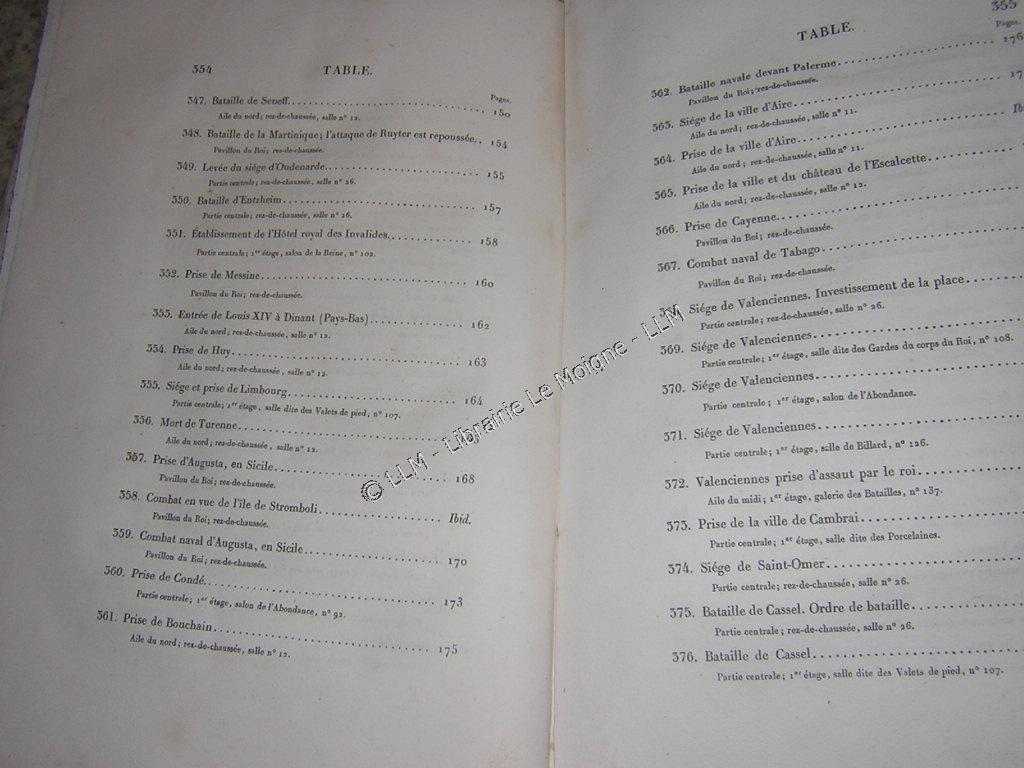 354
TABLE.
Pages.
347. Bataille de Seneff.................... 150
Aile du nord; rez-de-chaussée, salle n° 12.
348. Bataille de la Martinique; l'attaque de Ruyter est repoussée.. 154
Pavillon du Roi; rez-de-chaussée.
349. Levée du siége d'Oudenarde.................... 155
Partie centrale; rez-de-chaussée, salle n° 26.
350. Bataille d'Entzheim.................... 157
Partie centrale; rez-de-chaussée, salle n° 26.
351. Établissement de l'Hôtel royal des Invalides.................... 158
Partie centrale; 1er étage, salon de la Reine, n° 102.
352. Prise de Messine.................... 160
Pavillon du Roi; rez-de-chaussée.
353. Entrée de Louis XIV à Dinant (Pays-Bas).................... 162
Aile du nord; rez-de-chaussée, salle n° 12.
354. Prise de Huy.................... 163
Aile du nord; rez-de-chaussée, salle n° 12.
355. Siége et prise de Limbourg.................... 164
Partie centrale; 1er étage, salle dite des Valets de pied, n° 107.
356. Mort de Turenne....................
Aile du nord; rez-de-chaussée, salle n° 12.
357. Prise d'Augusta, en Sicile.................... 168
Pavillon du Roi; rez-de-chaussée.
358. Combat en vue de l'île de Stromboli.................... Ibid.
Pavillon du Roi; rez-de-chaussée.
359. Combat naval d'Augusta, en Sicile.................... 170
Pavillon du Roi; rez-de-chaussée.
360. Prise de Condé.................... 173
Partie centrale; 1er étage, salon de l'Abondance, n° 92.
361. Prise de Bouchain.................... 175
Aile du nord; rez-de-chaussée, salle n° 12.
355
TABLE.
Pages.
362. Bataille navale devant Palerme.................... 176
Pavillon du Roi; rez-de-chaussée.
363. Siége de la ville d'Aire.................... 17
Aile du nord; rez-de-chaussée, salle n° 11.
364. Prise de la ville d'Aire.................... Ib
Aile du nord; rez-de-chaussée, salle n° 11.
365. Prise de la ville et du château de l'Escalcette.................... 1
Aile du nord; rez-de-chaussée, salle n° 12.
366. Prise de Cayenne....................
Pavillon du Roi; rez-de-chaussée.
367. Combat naval de Tabago....................
Pavillon du Roi; rez-de-chaussée.
Siége de Valenciennes. Investissement de la place....................
Partie centrale; rez-de-chaussée, salle n° 26.
369. Siége de Valenciennes....................
Partie centrale; 1er étage, salle dite des Gardes du corps du Roi, n° 108.
370. Siége de Valenciennes....................
Partie centrale; 1er étage, salon de l'Abondance.
371. Siége de Valenciennes....................
Partie centrale; 1er étage, salle de Billard, n° 126.
372. Valenciennes prise d'assaut par le roi....................
Aile du midi; 1er étage, galerie des Batailles, n° 137.
373. Prise de la ville de Cambrai....................
Partie centrale; 1er étage, salle dite des Porcelaines.
374. Siége de Saint-Omer....................
Partie centrale; rez-de-chaussée, salle n° 26.
375. Bataille de Cassel. Ordre de bataille....................
Partie centrale; rez-de-chaussée, salle n° 26.
376. Bataille de Cassel....................
Partie centrale; 1er étage, salle dite des Valets de pied, n° 107.
© LLM - Librairie Le Moigne - LLM